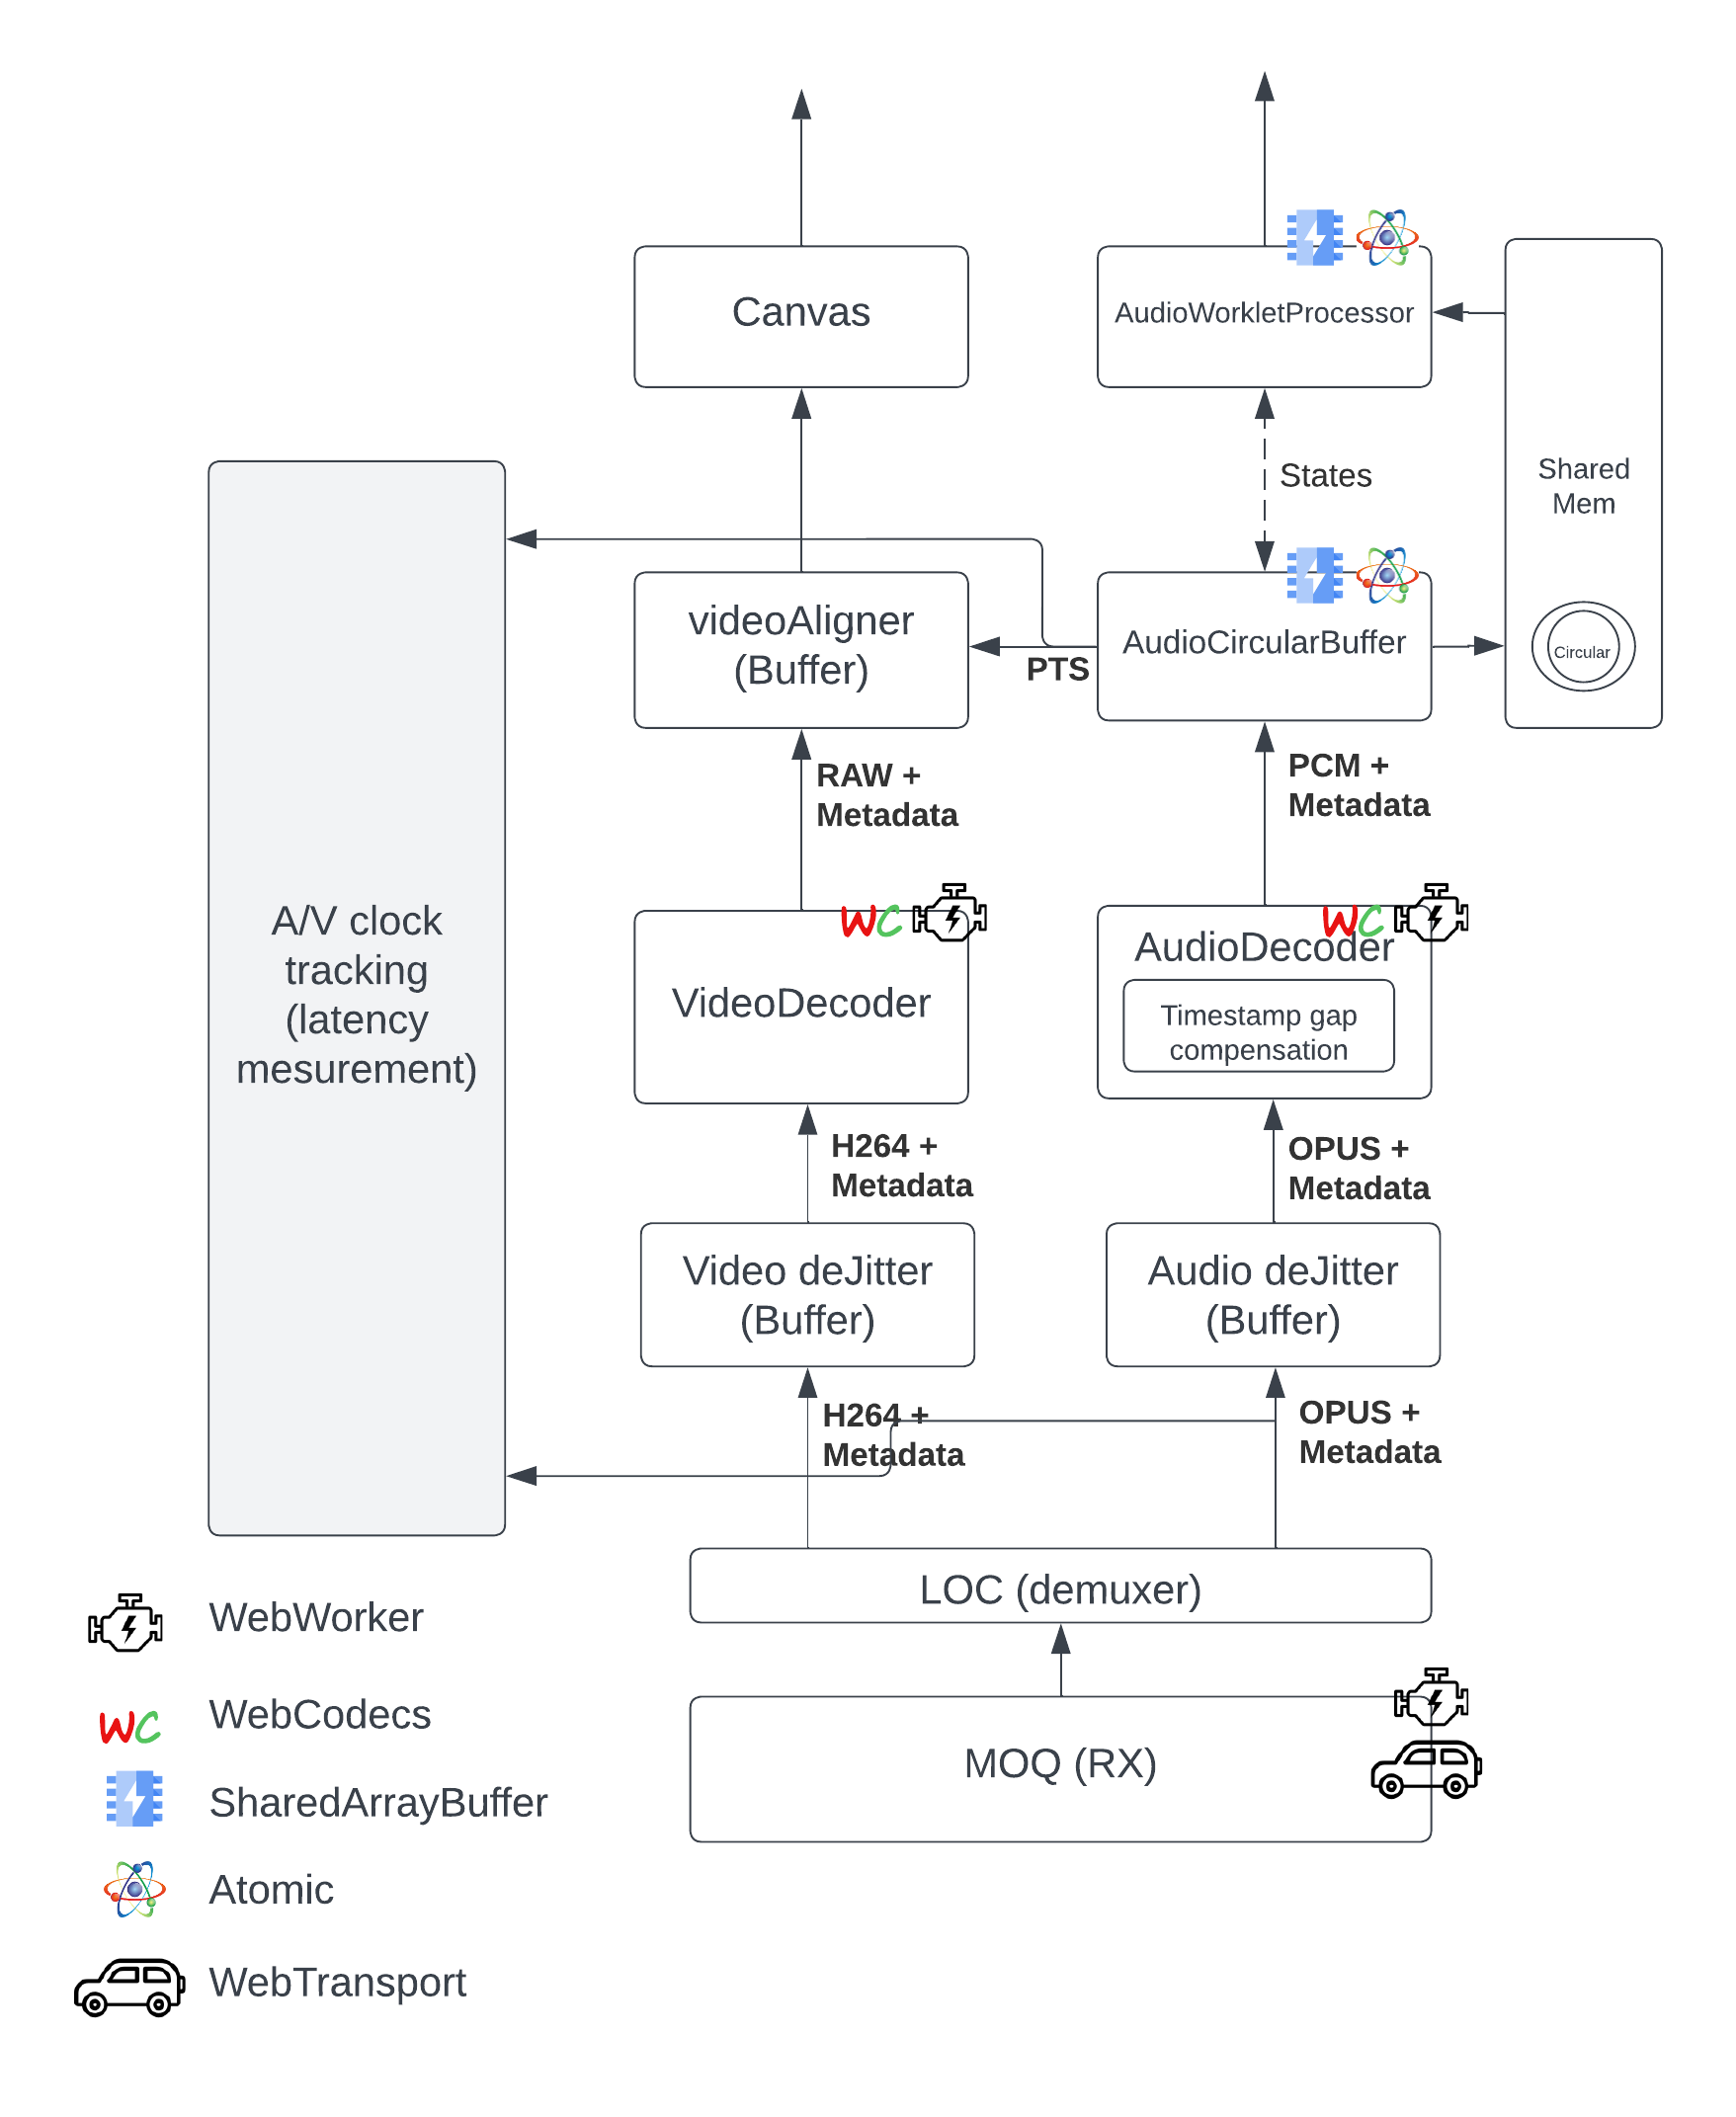 Canvas
AudioWorkletProcessor
Shared
Mem
States
videoAligner
(Buffer)
PTS
AudioCircularBuffer
Circular
RAW +
Metadata
PCM +
Metadata
A/V clock
tracking
(latency
mesurement)
WC
VideoDecoder
WC
AudioDecoder
Timestamp gap
compensation
H264 +
Metadata
OPUS +
Metadata
Video deJitter
(Buffer)
Audio deJitter
(Buffer)
H264 +
Metadata
OPUS +
Metadata
LOC (demuxer)
MOQ (RX)
WebWorker
WC
WebCodecs
SharedArrayBuffer
Atomic
WebTransport